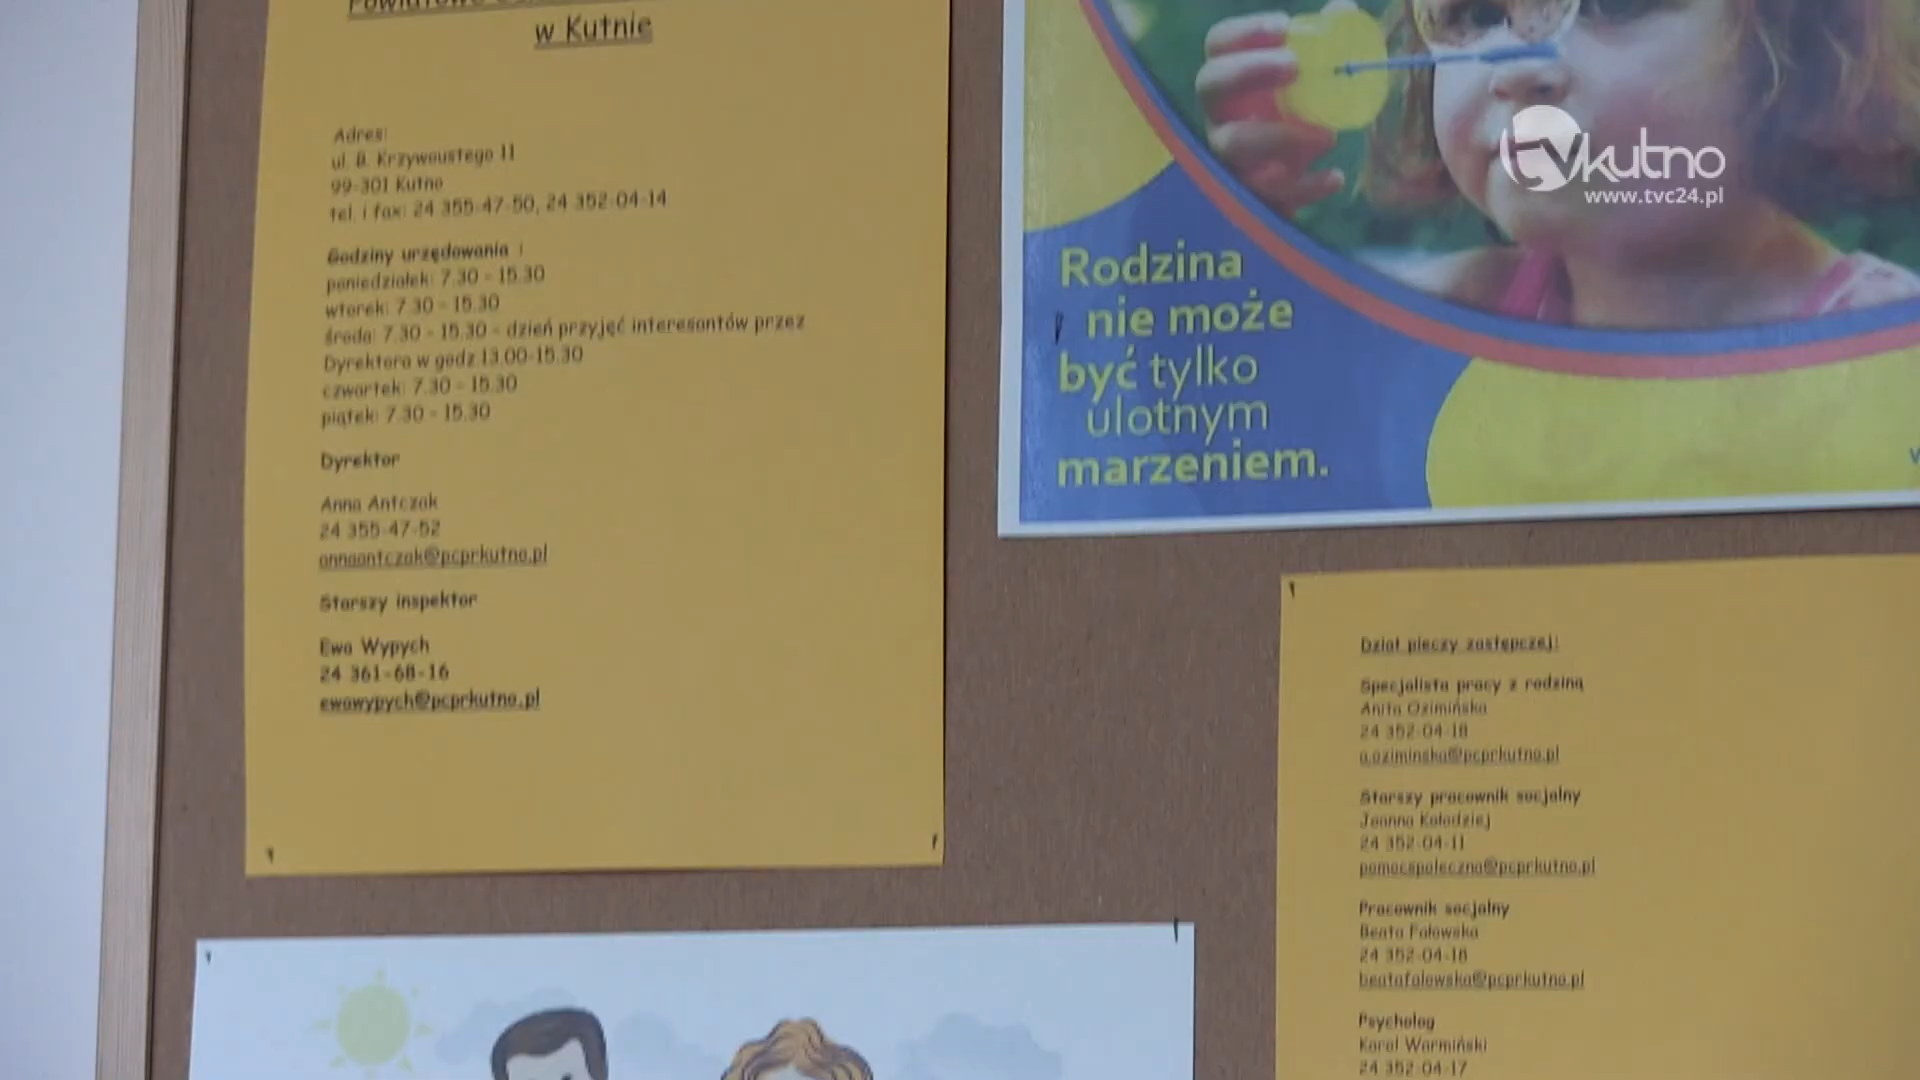 w Kutnie
Adres:
ul. B. Krzywoustego 11
99-301 Kutno
tel. i fax: 24 355-47-50, 24 352-04-14
Godziny urzędowania :
poniedziałek: 7.30 - 15.30
wtorek: 7.30 - 15.30
środa: 7.30 - 15.30 - dzień przyjęć interesantów przez
Dyrektora w godz.13.00-15.30
czwartek: 7.30 - 15.30
piątek: 7.30 - 15.30
Dyrektor
Anna Antczak
24 355-47-52
annaantczak@pcprkutno.pl
Starszy inspektor
Ewa Wypych
24 361-68-16
ewawypych@pcprkutno.pl
tvkutno
www.tvc24.pl
Rodzina
nie może
być tylko
ulotnym
marzeniem.
Dział pieczy zastępczej:
Specjalista pracy z rodziną
Anita Ozimińska
24 352-04-18
a.oziminska@pcprkutno.pl
Starszy pracownik socjalny
Joanna Kołodziej
24 352-04-11
pomocspoleczna@pcprkutno.pl
Pracownik socjalny
Beata Fałowska
24 352-04-18
beatafalowska@pcprkutno.pl
Psycholog
Karol Warmiński
24 352-04-17